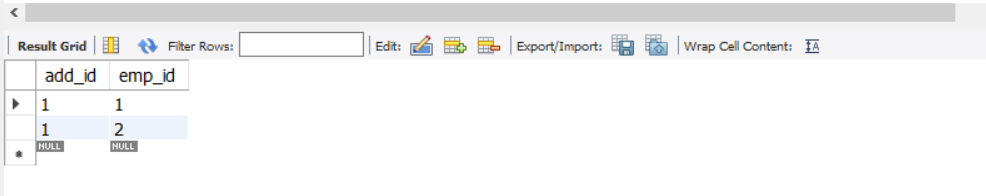 Result Grid Filter Rows: Edit: Export/Import: Wrap Cell Content:
add_id emp_id
1 1
1 2
NULL NULL